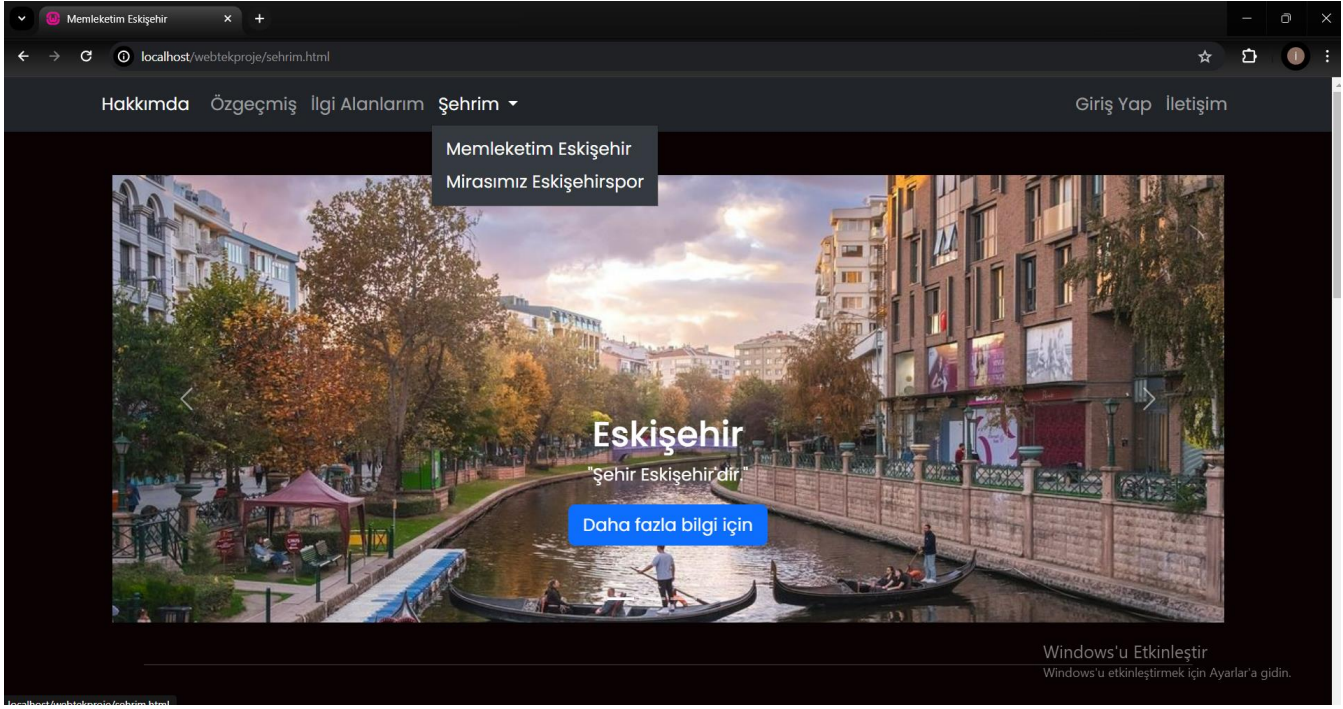 Memleketim Eskişehir
localhost/webtekproje/sehrim.html
Hakkımda Özgeçmiş İlgi Alanlarım Şehrim Giriş Yap İletişim
Memleketim Eskişehir
Mirasımız Eskişehirspor
Eskişehir
"Şehir Eskişehir'dir."
Daha fazla bilgi için
Windows'u Etkinleştir
Windows'u etkinleştirmek için Ayarlar'a gidin.
localhost/webtekproje/sehrim.html